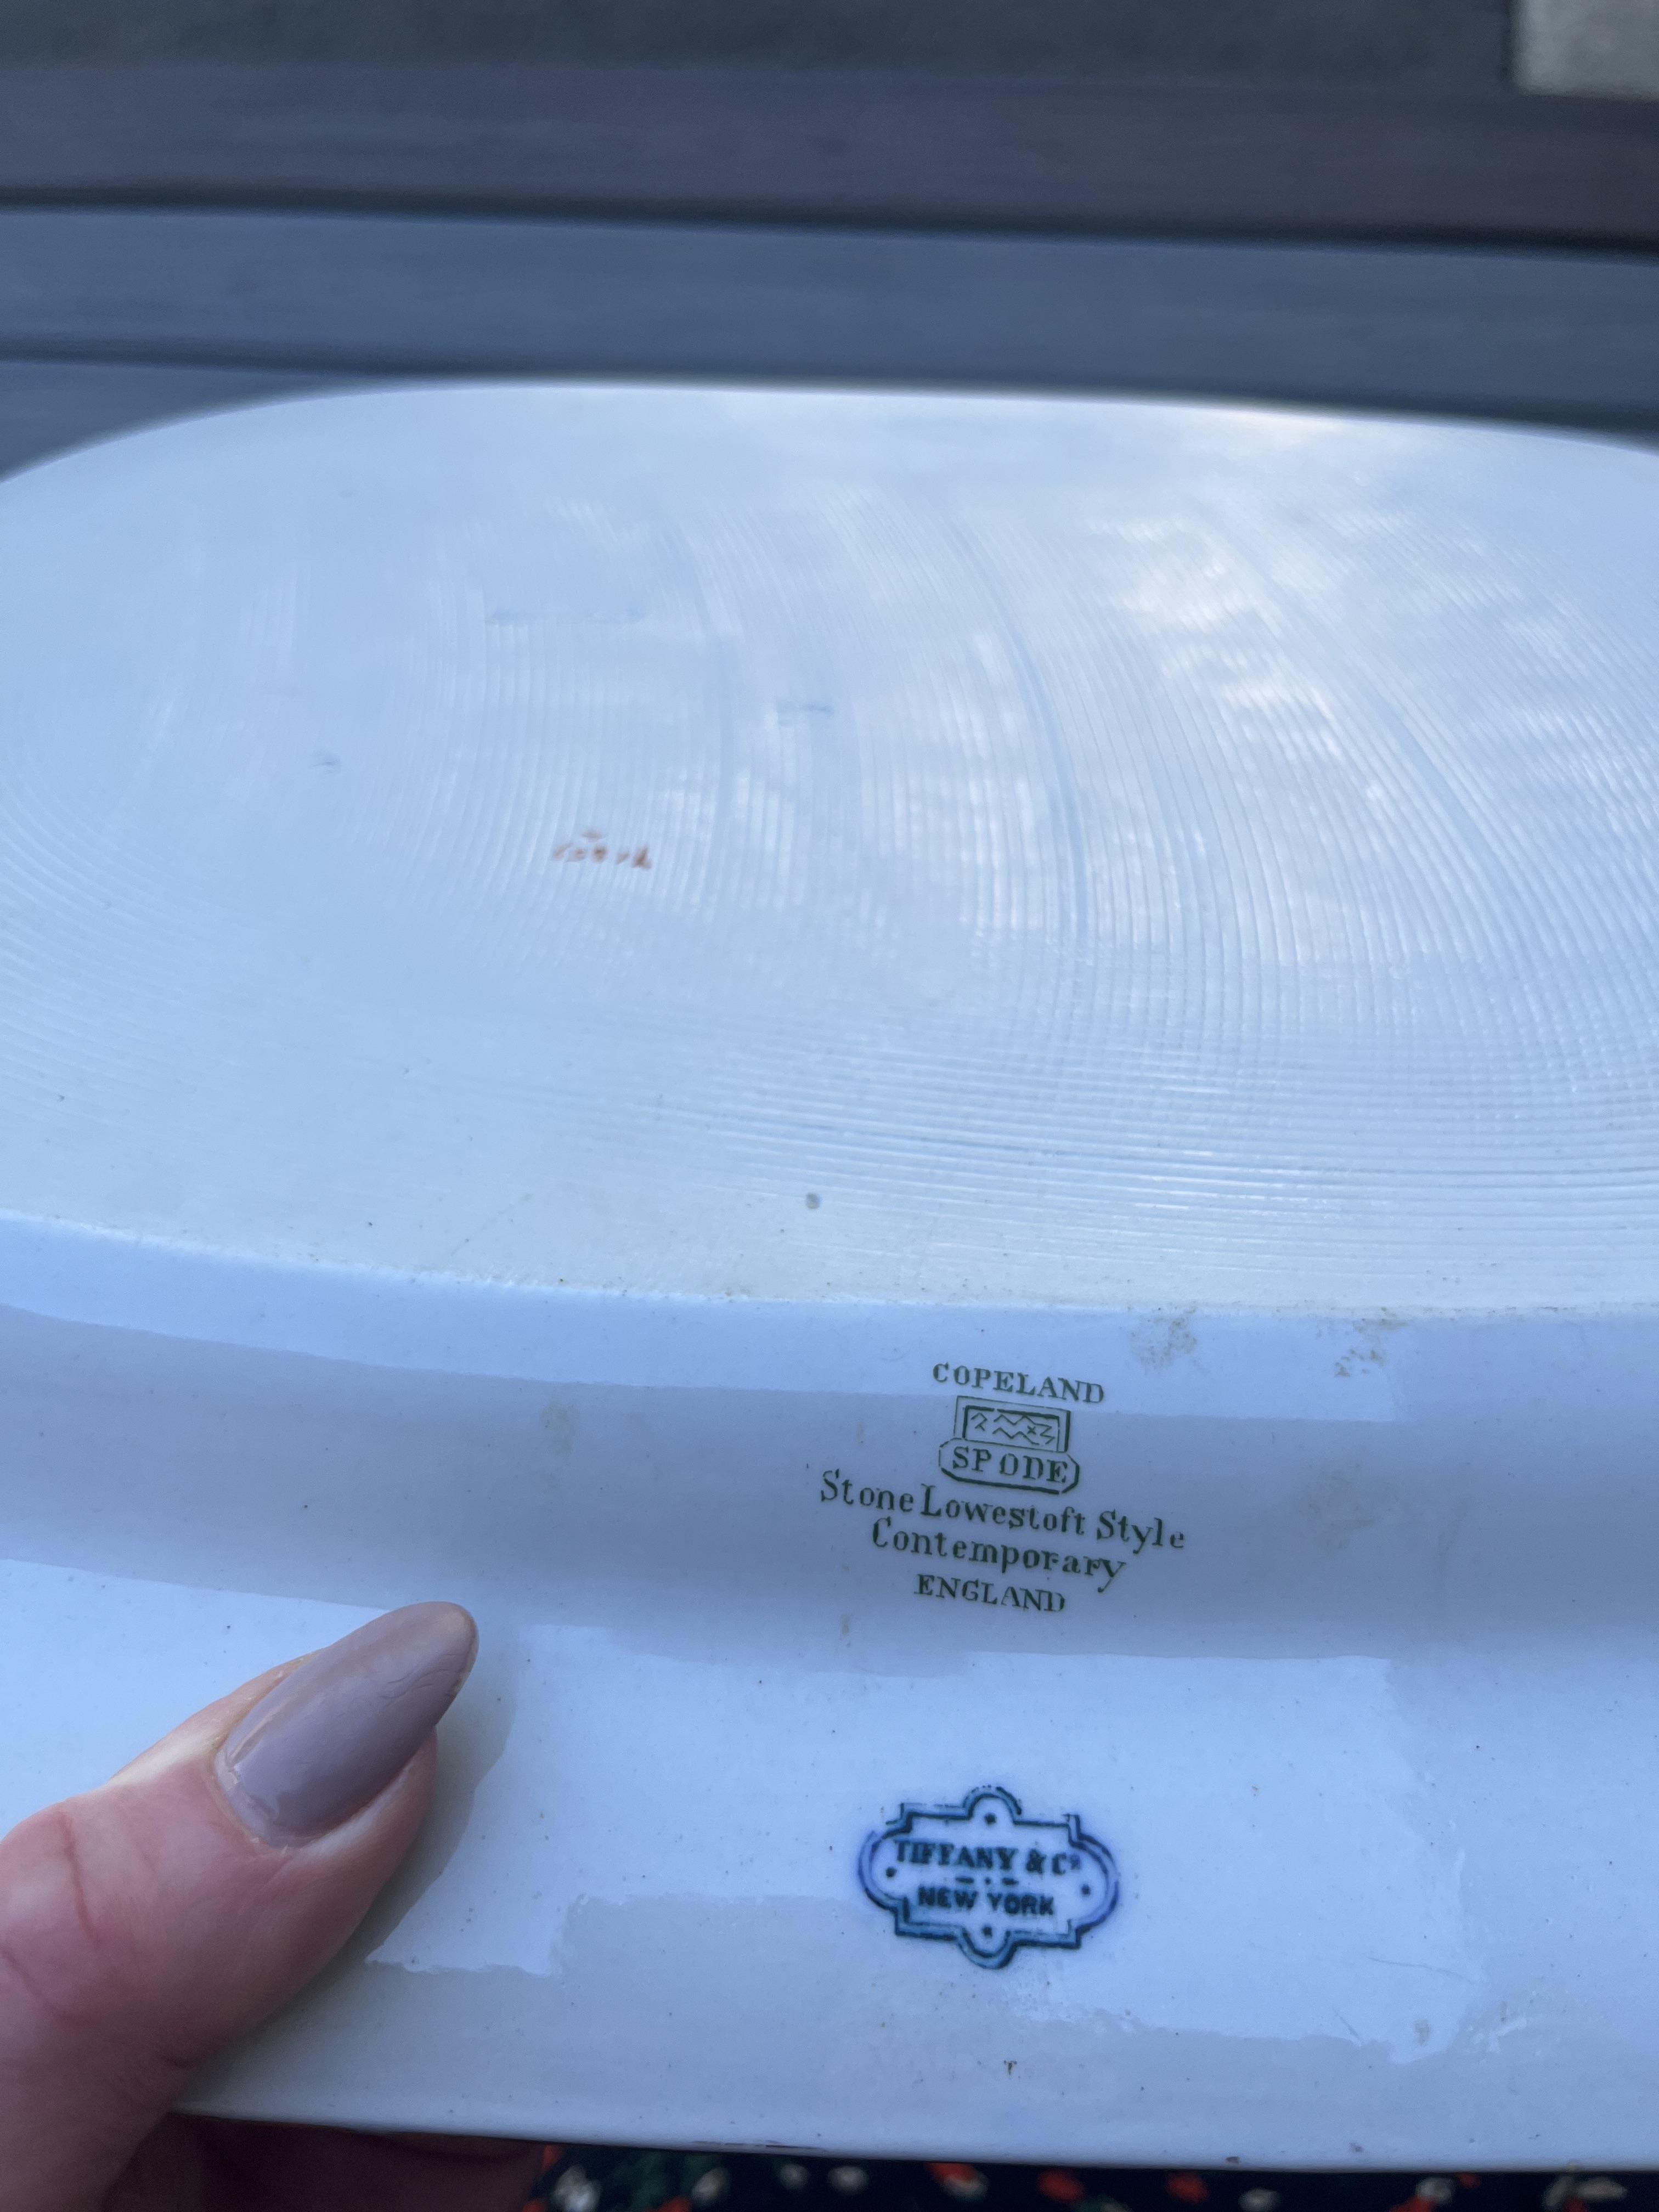 COPELAND
SPODE
Stone Lowestoft Style
Contemporary
ENGLAND
TIFFANY & Cº
NEW YORK